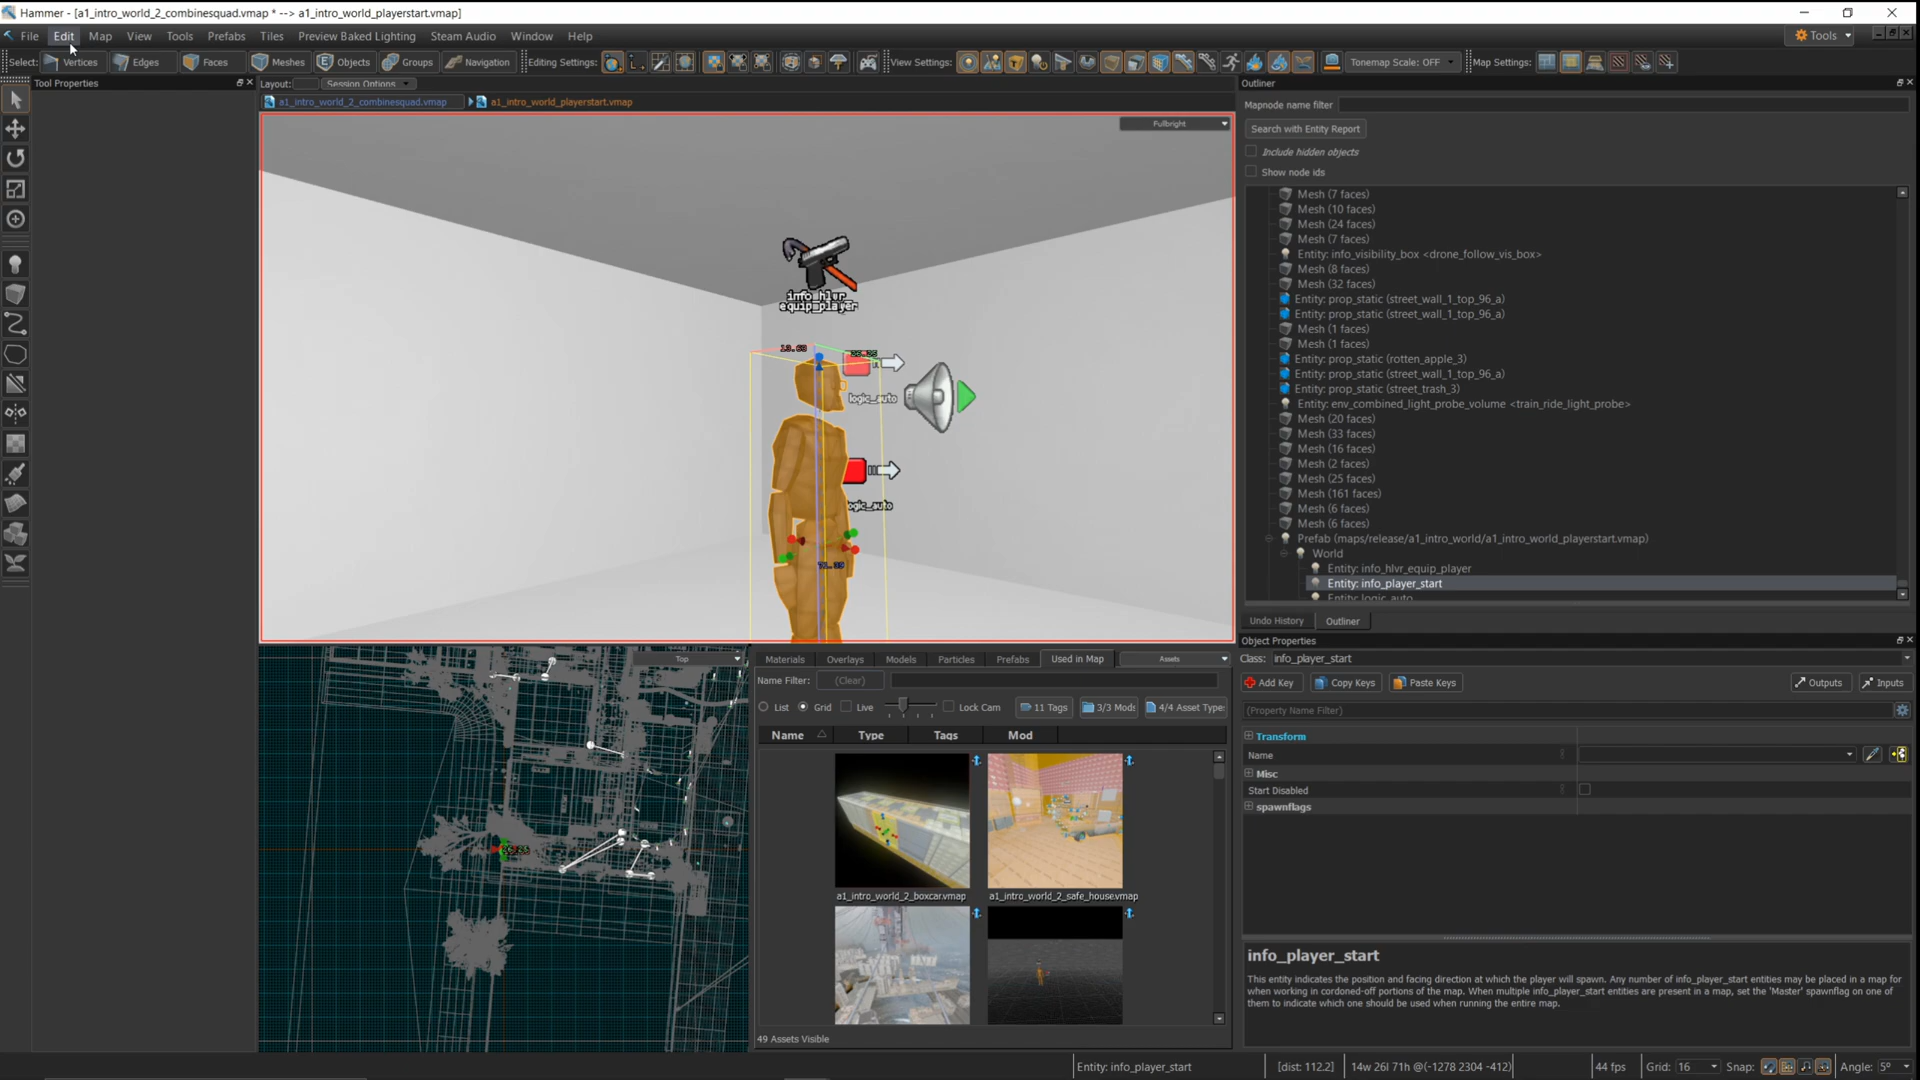 Hammer - [a1_intro_world_2_combinesquad.vmap * --> a1_intro_world_playerstart.vmap]
File Edit Map View Tools Prefabs Tiles Preview Baked Lighting Steam Audio Window Help
Tools
Select: Vertices Edges Faces Meshes Objects Groups Navigation Editing Settings: View Settings: Tonemap Scale: OFF Map Settings:
Tool Properties
Layout: Session Options
a1_intro_world_2_combinesquad.vmap a1_intro_world_playerstart.vmap
Fullbright
info_hlvr_
equip_player
13.68
26.25
logic_auto
logic_auto
Top
Outliner
Mapnode name filter
Search with Entity Report
Include hidden objects
Show node ids
Mesh (7 faces)
Mesh (10 faces)
Mesh (24 faces)
Mesh (7 faces)
Entity: info_visibility_box <drone_follow_vis_box>
Mesh (8 faces)
Mesh (32 faces)
Entity: prop_static (street_wall_1_top_96_a)
Entity: prop_static (street_wall_1_top_96_a)
Mesh (1 faces)
Mesh (1 faces)
Entity: prop_static (rotten_apple_3)
Entity: prop_static (street_wall_1_top_96_a)
Entity: prop_static (street_trash_3)
Entity: env_combined_light_probe_volume <train_ride_light_probe>
Mesh (20 faces)
Mesh (33 faces)
Mesh (16 faces)
Mesh (2 faces)
Mesh (25 faces)
Mesh (161 faces)
Mesh (6 faces)
Mesh (6 faces)
Prefab (maps/release/a1_intro_world/a1_intro_world_playerstart.vmap)
World
Entity: info_hlvr_equip_player
Entity: info_player_start
Entity: logic_auto
Undo History Outliner
Materials Overlays Models Particles Prefabs Used in Map Assets
Name Filter: (Clear)
List Grid Live Lock Cam 11 Tags 3/3 Mods 4/4 Asset Types
Name Type Tags Mod
a1_intro_world_2_boxcar.vmap a1_intro_world_2_safe_house.vmap
49 Assets Visible
Object Properties
Class: info_player_start
Add Key Copy Keys Paste Keys Outputs Inputs
(Property Name Filter)
Transform
Name
Misc
Start Disabled
spawnflags
info_player_start
This entity indicates the position and facing direction at which the player will spawn. Any number of info_player_start entities may be placed in a map for
when working in cordoned-off portions of the map. When multiple info_player_start entities are present in a map, set the 'Master' spawnflag on one of
them to indicate which one should be used when running the entire map.
Entity: info_player_start [dist: 112.2] 14w 26l 71h @(-1278 2304 -412) 44 fps Grid: 16 Snap: Angle: 5°